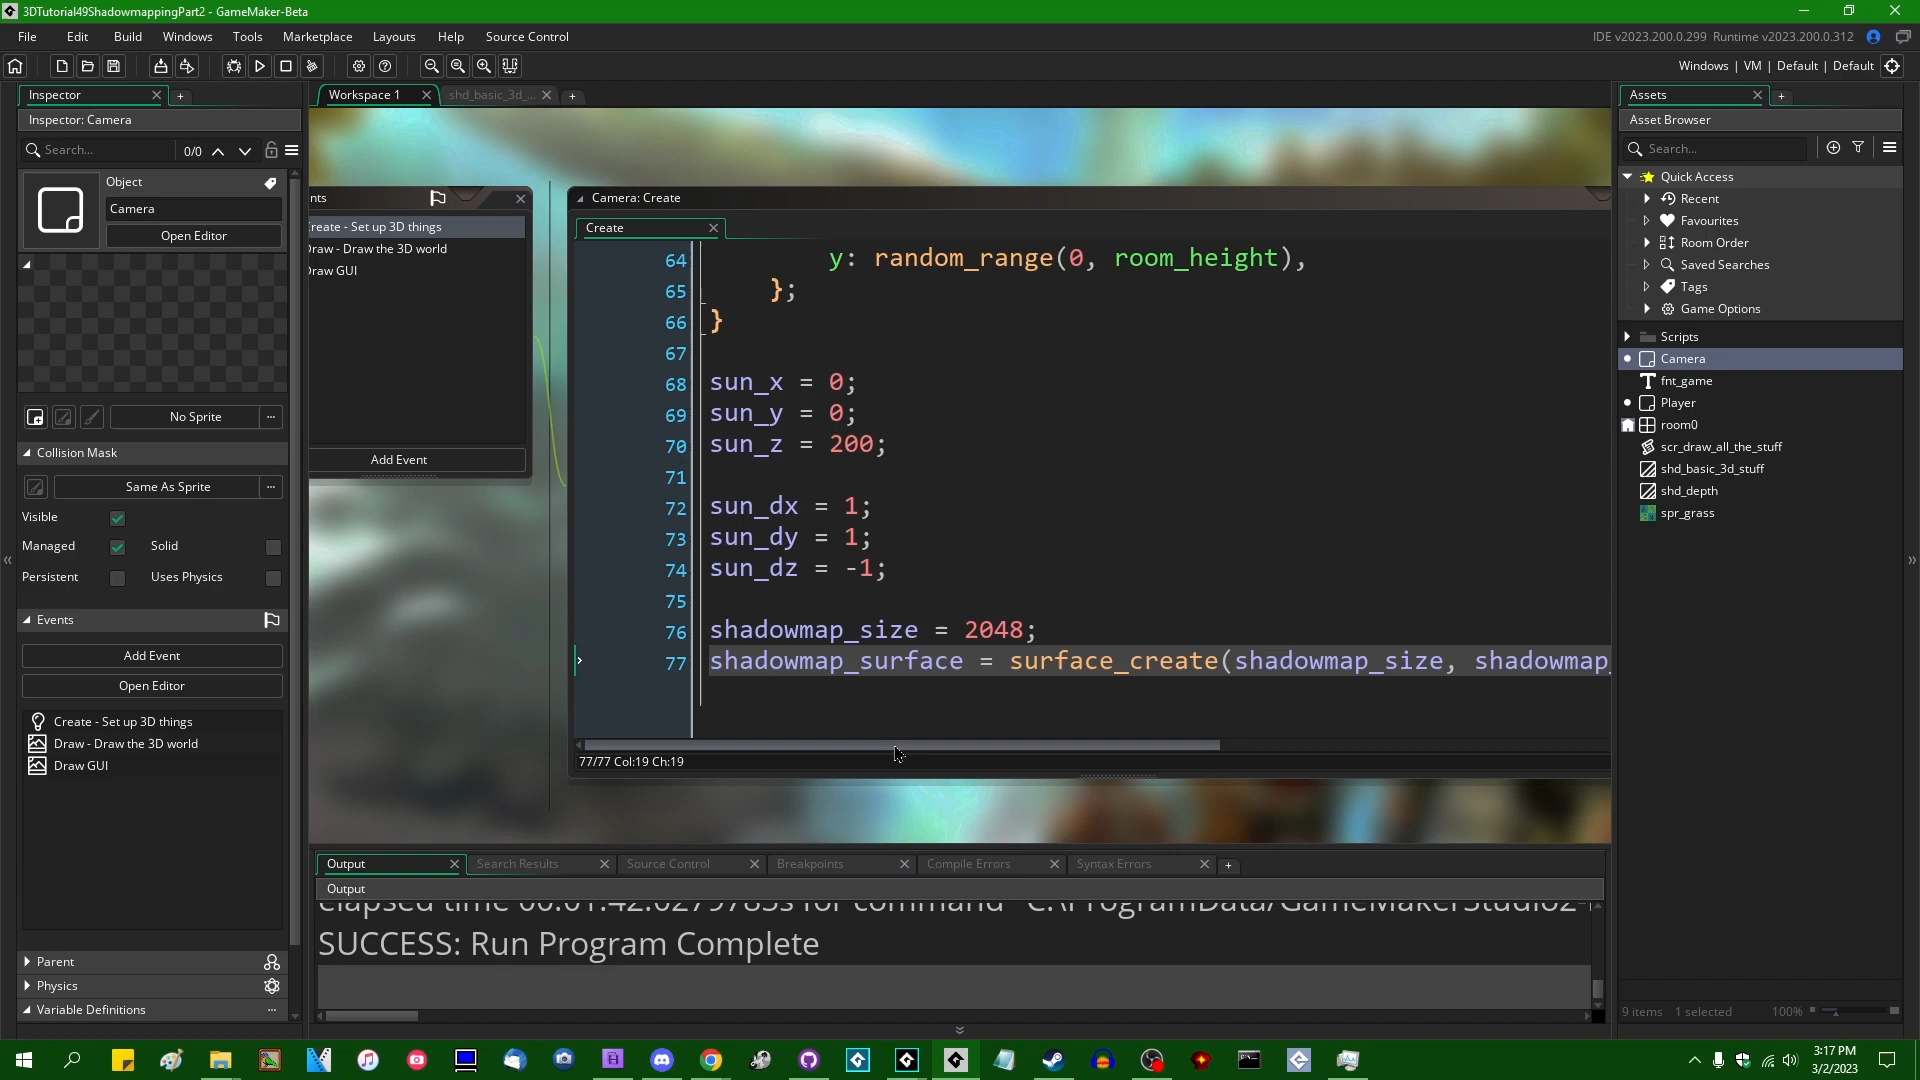 3DTutorial49ShadowmappingPart2 - GameMaker-Beta
File Edit Build Windows Tools Marketplace Layouts Help Source Control
IDE v2023.200.0.299 Runtime v2023.200.0.312
Windows | VM | Default | Default
Inspector
Workspace 1
shd_basic_3d_...
Assets
Inspector: Camera
Asset Browser
Search...
0/0
Search...
Object
Camera
Open Editor
No Sprite
Collision Mask
Same As Sprite
Visible
Managed
Solid
Persistent
Uses Physics
Events
Add Event
Open Editor
Create - Set up 3D things
Draw - Draw the 3D world
Draw GUI
Parent
Physics
Variable Definitions
nts
reate - Set up 3D things
raw - Draw the 3D world
raw GUI
Add Event
Camera: Create
Create
64 y: random_range(0, room_height),
65 };
66 }
67
68 sun_x = 0;
69 sun_y = 0;
70 sun_z = 200;
71
72 sun_dx = 1;
73 sun_dy = 1;
74 sun_dz = -1;
75
76 shadowmap_size = 2048;
77 shadowmap_surface = surface_create(shadowmap_size, shadowmap_
77/77 Col:19 Ch:19
Output
Search Results
Source Control
Breakpoints
Compile Errors
Syntax Errors
Output
SUCCESS: Run Program Complete
Quick Access
Recent
Favourites
Room Order
Saved Searches
Tags
Game Options
Scripts
Camera
fnt_game
Player
room0
scr_draw_all_the_stuff
shd_basic_3d_stuff
shd_depth
spr_grass
9 items 1 selected 100%
3:17 PM
3/2/2023